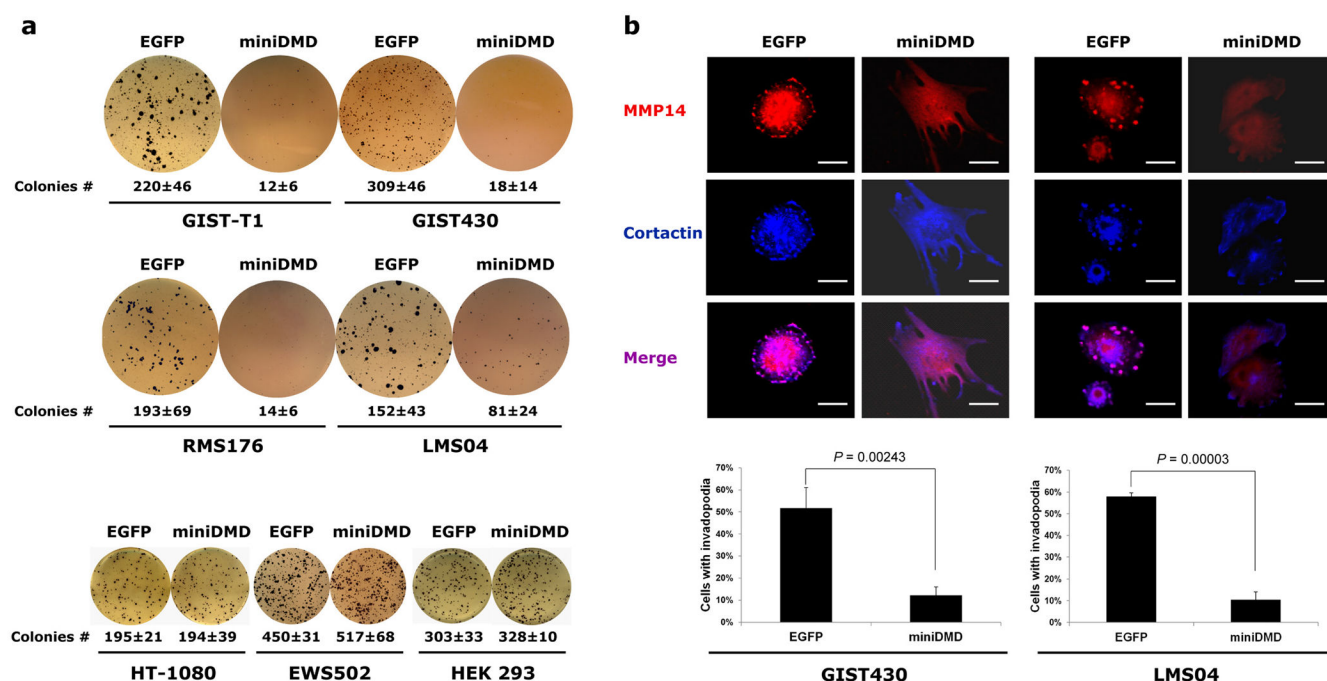 a
EGFP miniDMD EGFP miniDMD
Colonies # 220±46 12±6 309±46 18±14
GIST-T1 GIST430
EGFP miniDMD EGFP miniDMD
Colonies # 193±69 14±6 152±43 81±24
RMS176 LMS04
EGFP miniDMD EGFP miniDMD EGFP miniDMD
Colonies # 195±21 194±39 450±31 517±68 303±33 328±10
HT-1080 EWS502 HEK 293
b
EGFP miniDMD EGFP miniDMD
MMP14
Cortactin
Merge
P = 0.00243
Cells with invadopodia
70%
60%
50%
40%
30%
20%
10%
0%
EGFP miniDMD
GIST430
P = 0.00003
Cells with invadopodia
70%
60%
50%
40%
30%
20%
10%
0%
EGFP miniDMD
LMS04